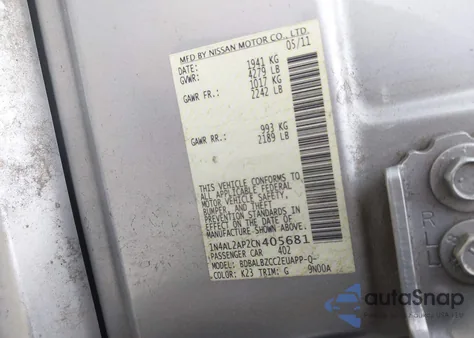 MFD BY NISSAN MOTOR CO., LTD.
DATE: 05/11
GVWR: 1941 KG
4279 LB
GAWR FR.: 1017 KG
2242 LB
GAWR RR.: 993 KG
2189 LB
THIS VEHICLE CONFORMS TO
ALL APPLICABLE FEDERAL
MOTOR VEHICLE SAFETY,
BUMPER, AND THEFT
PREVENTION STANDARDS IN
EFFECT ON THE DATE OF
MANUFACTURE SHOWN ABOVE.
1N4AL2AP2CN405681
PASSENGER CAR 402
MODEL: BDBALBZCC2EUAPP-Q-
COLOR: K23 TRIM: G 9NDDA
R
autoSnap